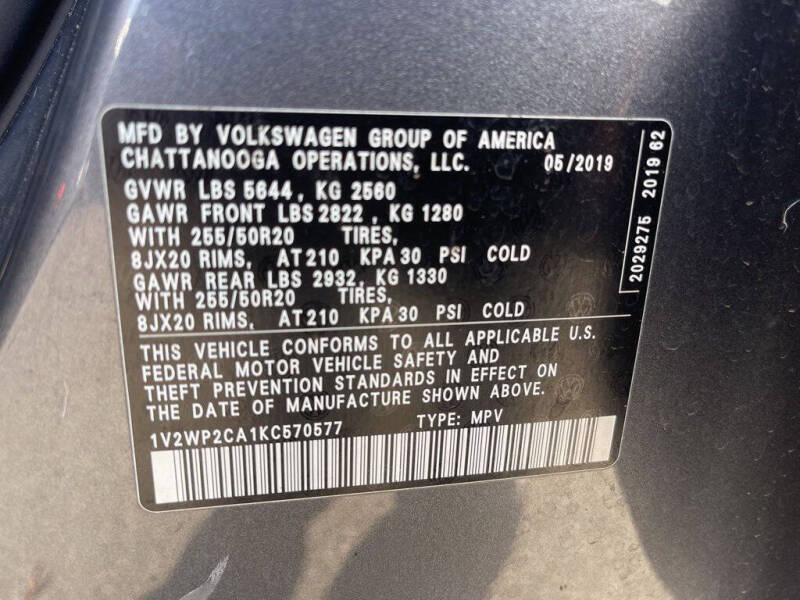 MFD BY VOLKSWAGEN GROUP OF AMERICA
CHATTANOOGA OPERATIONS, LLC. 05/2019
GVWR LBS 5644, KG 2560
GAWR FRONT LBS 2822, KG 1280
WITH 255/50R20 TIRES,
8JX20 RIMS, AT 210 KPA 30 PSI COLD
GAWR REAR LBS 2932, KG 1330
WITH 255/50R20 TIRES,
8JX20 RIMS, AT 210 KPA 30 PSI COLD
THIS VEHICLE CONFORMS TO ALL APPLICABLE U.S.
FEDERAL MOTOR VEHICLE SAFETY AND
THEFT PREVENTION STANDARDS IN EFFECT ON
THE DATE OF MANUFACTURE SHOWN ABOVE.
1V2WP2CA1KC570577 TYPE: MPV
2029275 2019 62